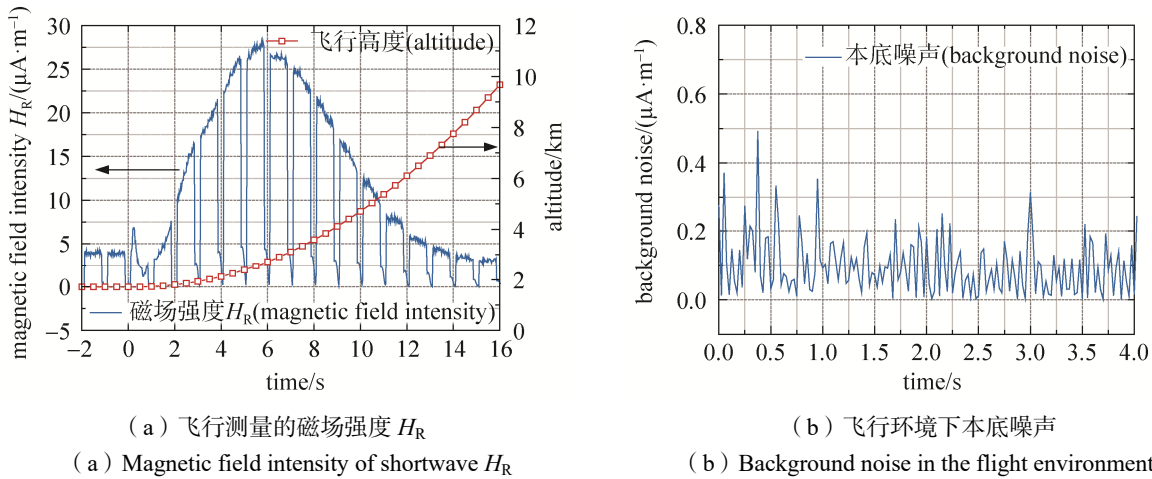 magnetic field intensity HR/(μA·m−1)
30
25
20
15
10
5
0
−5
飞行高度(altitude)
磁场强度HR(magnetic field intensity)
12
10
8
6
4
2
0
altitude/km
−2 0 2 4 6 8 10 12 14 16
time/s
(a)飞行测量的磁场强度 HR
(a)Magnetic field intensity of shortwave HR
background noise/(μA·m−1)
0.8
0.6
0.4
0.2
0.0
本底噪声(background noise)
0.0 0.5 1.0 1.5 2.0 2.5 3.0 3.5 4.0
time/s
(b)飞行环境下本底噪声
(b)Background noise in the flight environment